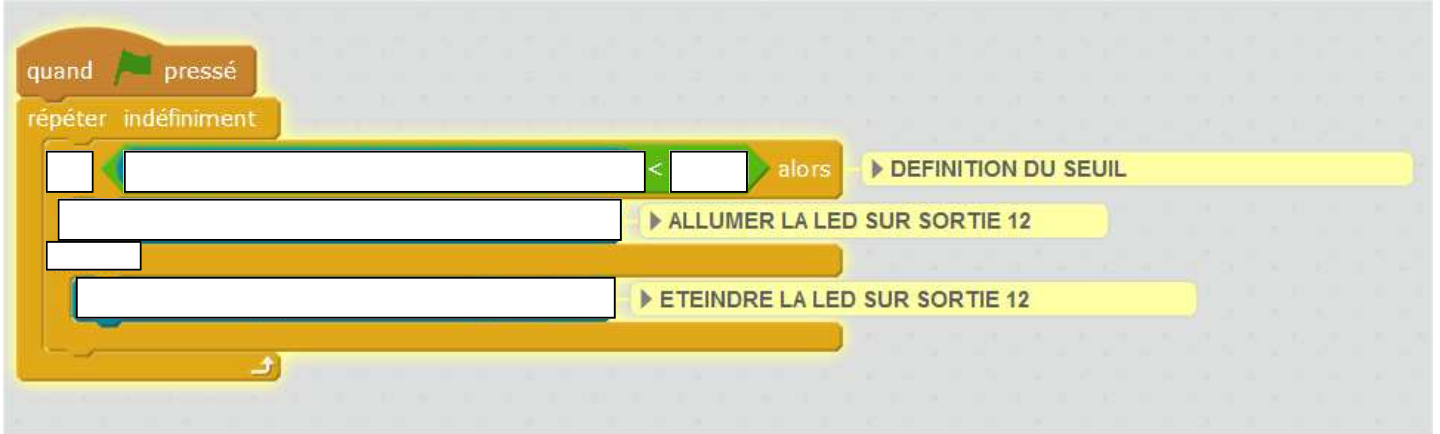 quand pressé
répéter indéfiniment
< alors DEFINITION DU SEUIL
ALLUMER LA LED SUR SORTIE 12
ETEINDRE LA LED SUR SORTIE 12